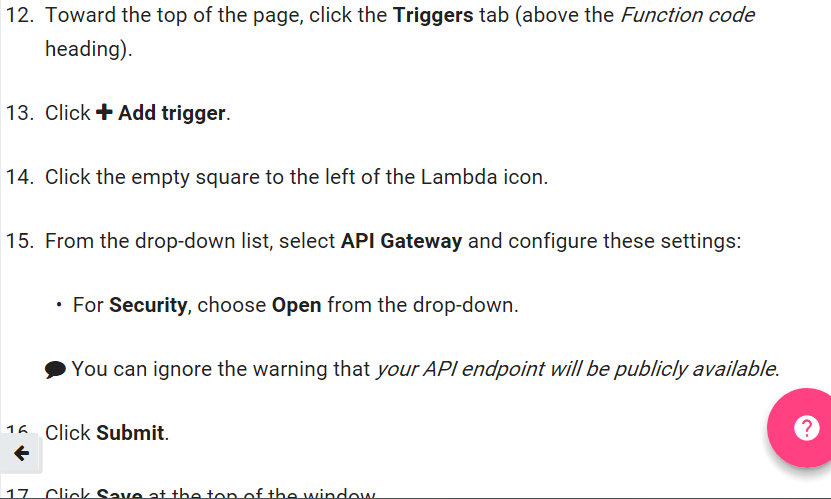 12. Toward the top of the page, click the Triggers tab (above the Function code
heading).
13. Click + Add trigger.
14. Click the empty square to the left of the Lambda icon.
15. From the drop-down list, select API Gateway and configure these settings:
• For Security, choose Open from the drop-down.
You can ignore the warning that your API endpoint will be publicly available.
16. Click Submit.
17. Click Save at the top of the window.